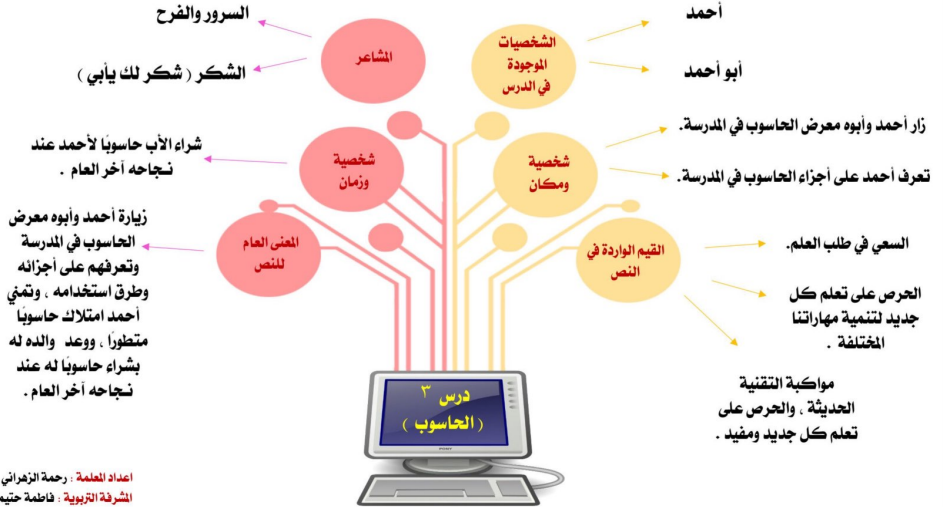 أحمد
الشخصيات
الموجودة
في الدرس
أبو أحمد
السرور والفرح
المشاعر
الشكر ( شكر لك يأبي )
زار أحمد وأبوه معرض الحاسوب في المدرسة.
شخصية
ومكان
تعرف أحمد على أجزاء الحاسوب في المدرسة.
شخصية
وزمان
شراء الأب حاسوبًا لأحمد عند
نجاحه آخر العام .
القيم الواردة في
النص
السعي في طلب العلم.
الحرص على تعلم كل
جديد لتنمية مهاراتنا
المختلفة .
مواكبة التقنية
الحديثة ، والحرص على
تعلم كل جديد ومفيد .
المعنى العام
للنص
زيارة أحمد وأبوه معرض
الحاسوب في المدرسة
وتعرفهم على أجزائه
وطرق استخدامه ، وتمني
أحمد امتلاك حاسوبًا
متطورًا ، ووعد والده له
بشراء حاسوبًا له عند
نجاحه آخر العام .
درس ٣
( الحاسوب )
اعداد المعلمة : رحمة الزهراني
المشرفة التربوية : فاطمة حتيم